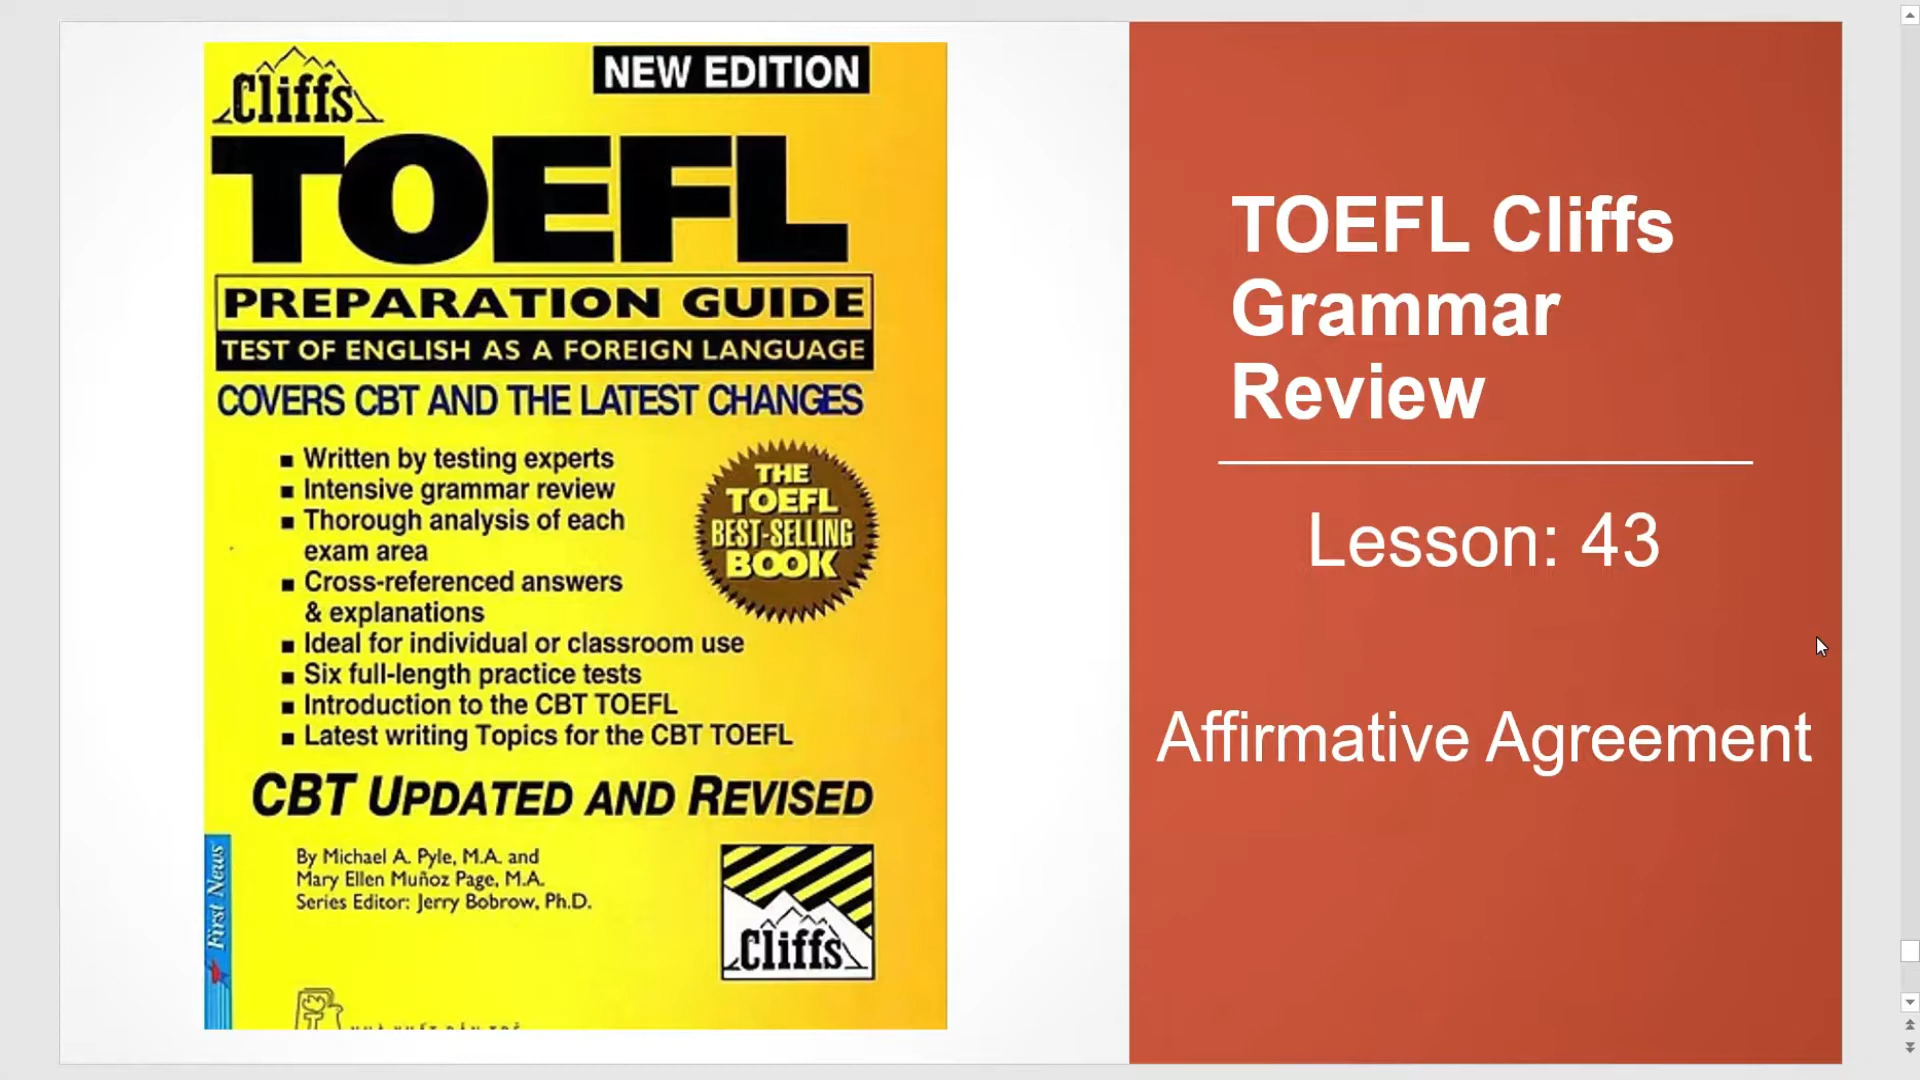 Cliffs
NEW EDITION
TOEFL
PREPARATION GUIDE
TEST OF ENGLISH AS A FOREIGN LANGUAGE
COVERS CBT AND THE LATEST CHANGES
■ Written by testing experts
■ Intensive grammar review
■ Thorough analysis of each
exam area
■ Cross-referenced answers
& explanations
■ Ideal for individual or classroom use
■ Six full-length practice tests
■ Introduction to the CBT TOEFL
■ Latest writing Topics for the CBT TOEFL
THE
TOEFL
BEST-SELLING
BOOK
CBT UPDATED AND REVISED
By Michael A. Pyle, M.A. and
Mary Ellen Muñoz Page, M.A.
Series Editor: Jerry Bobrow, Ph.D.
First News
Cliffs
TOEFL Cliffs
Grammar
Review
Lesson: 43
Affirmative Agreement